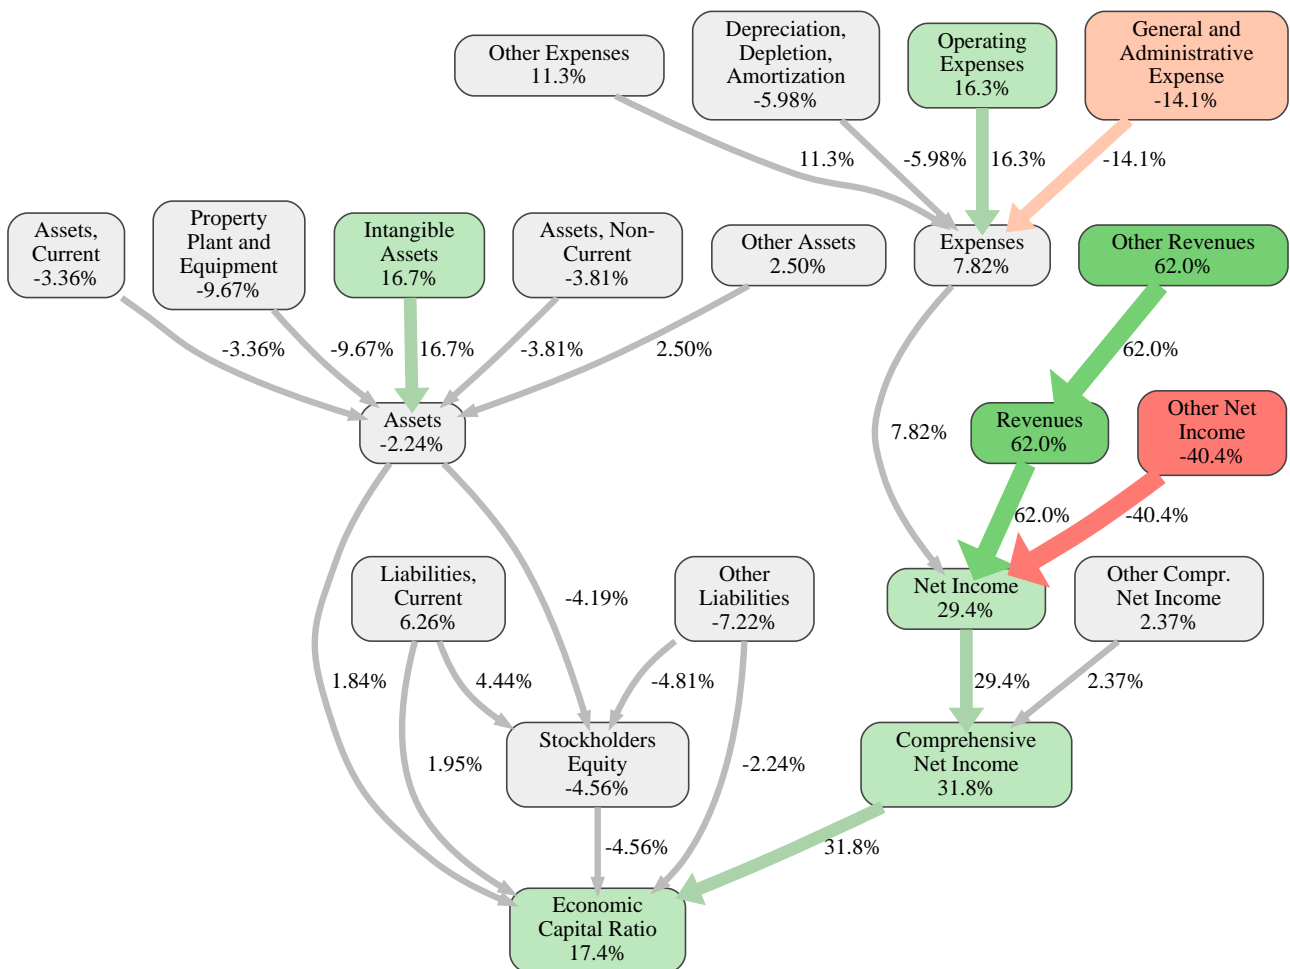 Other Expenses
11.3%
Depreciation,
Depletion,
Amortization
-5.98%
Operating
Expenses
16.3%
General and
Administrative
Expense
-14.1%
11.3%
-5.98%
16.3%
-14.1%
Assets,
Current
-3.36%
Property
Plant and
Equipment
-9.67%
Intangible
Assets
16.7%
Assets, Non-
Current
-3.81%
Other Assets
2.50%
Expenses
7.82%
Other Revenues
62.0%
-3.36%
-9.67%
16.7%
-3.81%
2.50%
62.0%
Assets
-2.24%
7.82%
Revenues
62.0%
Other Net
Income
-40.4%
62.0%
-40.4%
Liabilities,
Current
6.26%
-4.19%
Other
Liabilities
-7.22%
Net Income
29.4%
Other Compr.
Net Income
2.37%
1.84%
4.44%
-4.81%
29.4%
2.37%
1.95%
Stockholders
Equity
-4.56%
-2.24%
Comprehensive
Net Income
31.8%
-4.56%
31.8%
Economic
Capital Ratio
17.4%